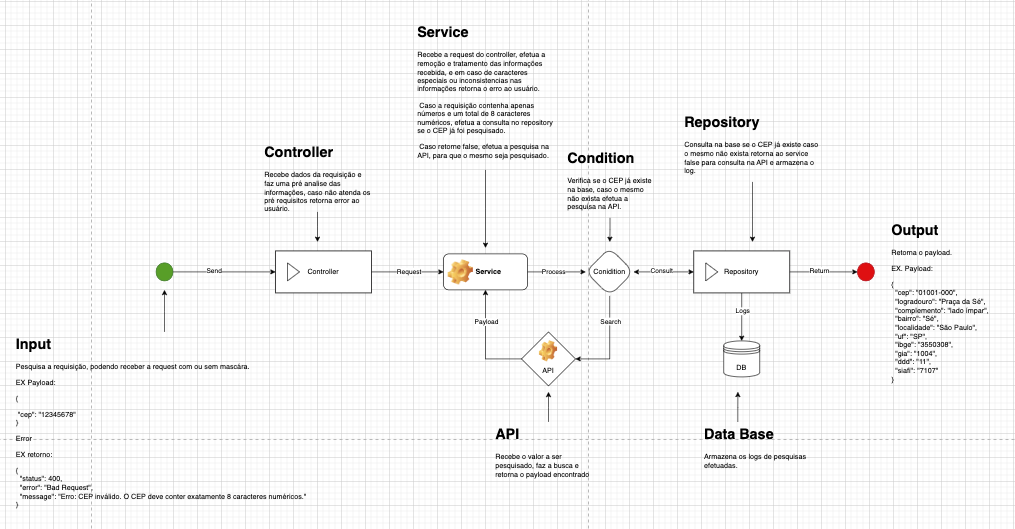 Service
Recebe a request do controller, efetua a
remoção e tratamento das informações
recebida, e em caso de caracteres
especiais ou inconsistencias nas
informações retorna o erro ao usuário.
Caso a requisição contenha apenas
números e um total de 8 caracteres
numéricos, efetua a consulta no repository
se o CEP já foi pesquisado.
Caso retorne false, efetua a pesquisa na
API, para que o mesmo seja pesquisado.
Repository
Consulta na base se o CEP já existe caso
o mesmo não exista retorna ao service
false para consulta na API e armazena o
log.
Controller
Recebe dados da requisição e
faz uma pré analise das
informações, caso não atenda os
pré requisitos retorna error ao
usuário.
Condition
Verifica se o CEP já existe
na base, caso o mesmo
não exista efetua a
pesquisa na API.
Send
Controller
Request
Service
Process
Condition
Consult
Repository
Return
Output
Retorna o payload.
EX. Payload:
{
"cep": "01001-000",
"logradouro": "Praça da Sé",
"complemento": "lado ímpar",
"bairro": "Sé",
"localidade": "São Paulo",
"uf": "SP",
"ibge": "3550308",
"gia": "1004",
"ddd": "11",
"siafi": "7107"
}
Payload
Search
Logs
API
DB
Input
Pesquisa a requisição, podendo receber a request com ou sem mascára.
EX Payload:
{
"cep": "12345678"
}
Error
EX retorno:
{
"status": 400,
"error": "Bad Request",
"message": "Erro: CEP inválido. O CEP deve conter exatamente 8 caracteres numéricos."
}
API
Recebe o valor a ser
pesquisado, faz a busca e
retorna o payload encontrado
Data Base
Armazena os logs de pesquisas
efetuadas.